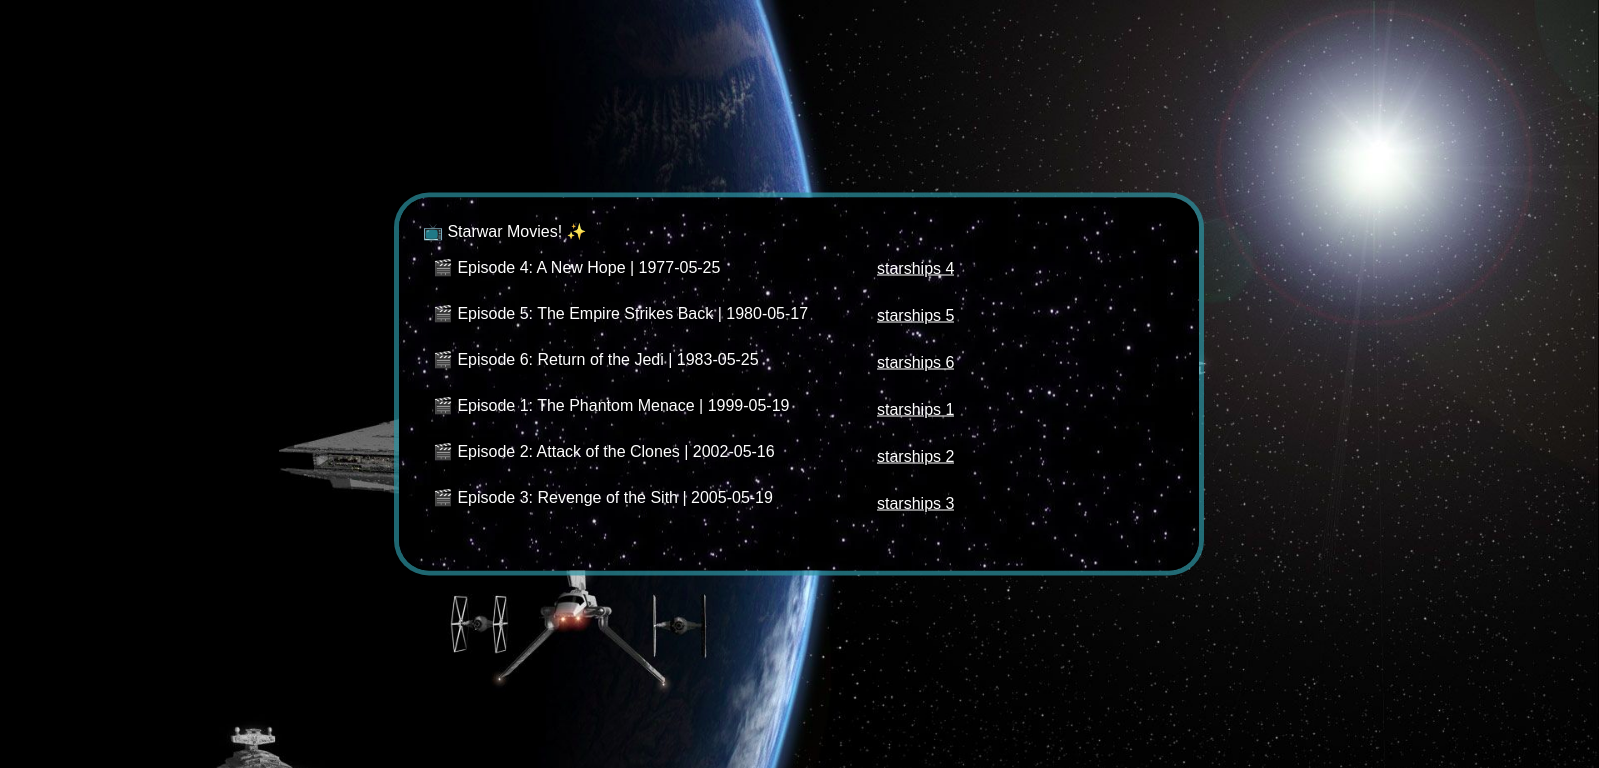 📺 Starwar Movies! ✨
🎬 Episode 4: A New Hope | 1977-05-25 starships 4
🎬 Episode 5: The Empire Strikes Back | 1980-05-17 starships 5
🎬 Episode 6: Return of the Jedi | 1983-05-25 starships 6
🎬 Episode 1: The Phantom Menace | 1999-05-19 starships 1
🎬 Episode 2: Attack of the Clones | 2002-05-16 starships 2
🎬 Episode 3: Revenge of the Sith | 2005-05-19 starships 3